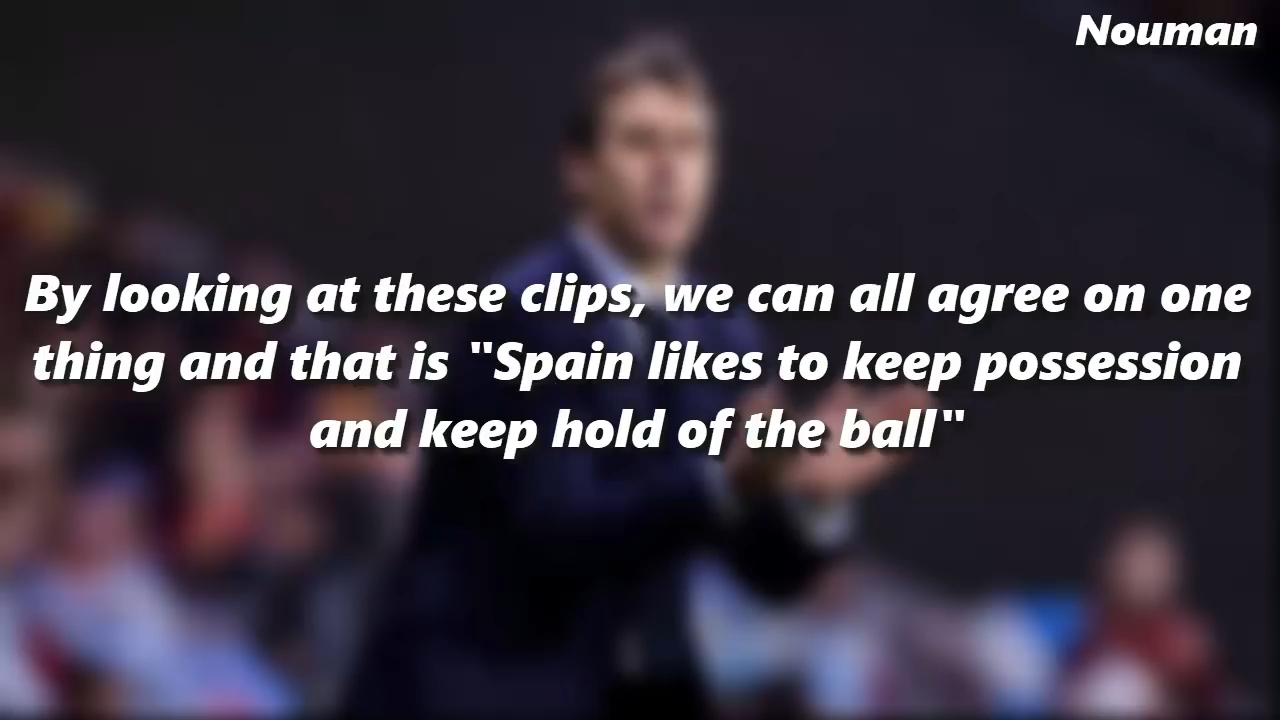 Nouman
By looking at these clips, we can all agree on one
thing and that is "Spain likes to keep possession
and keep hold of the ball"